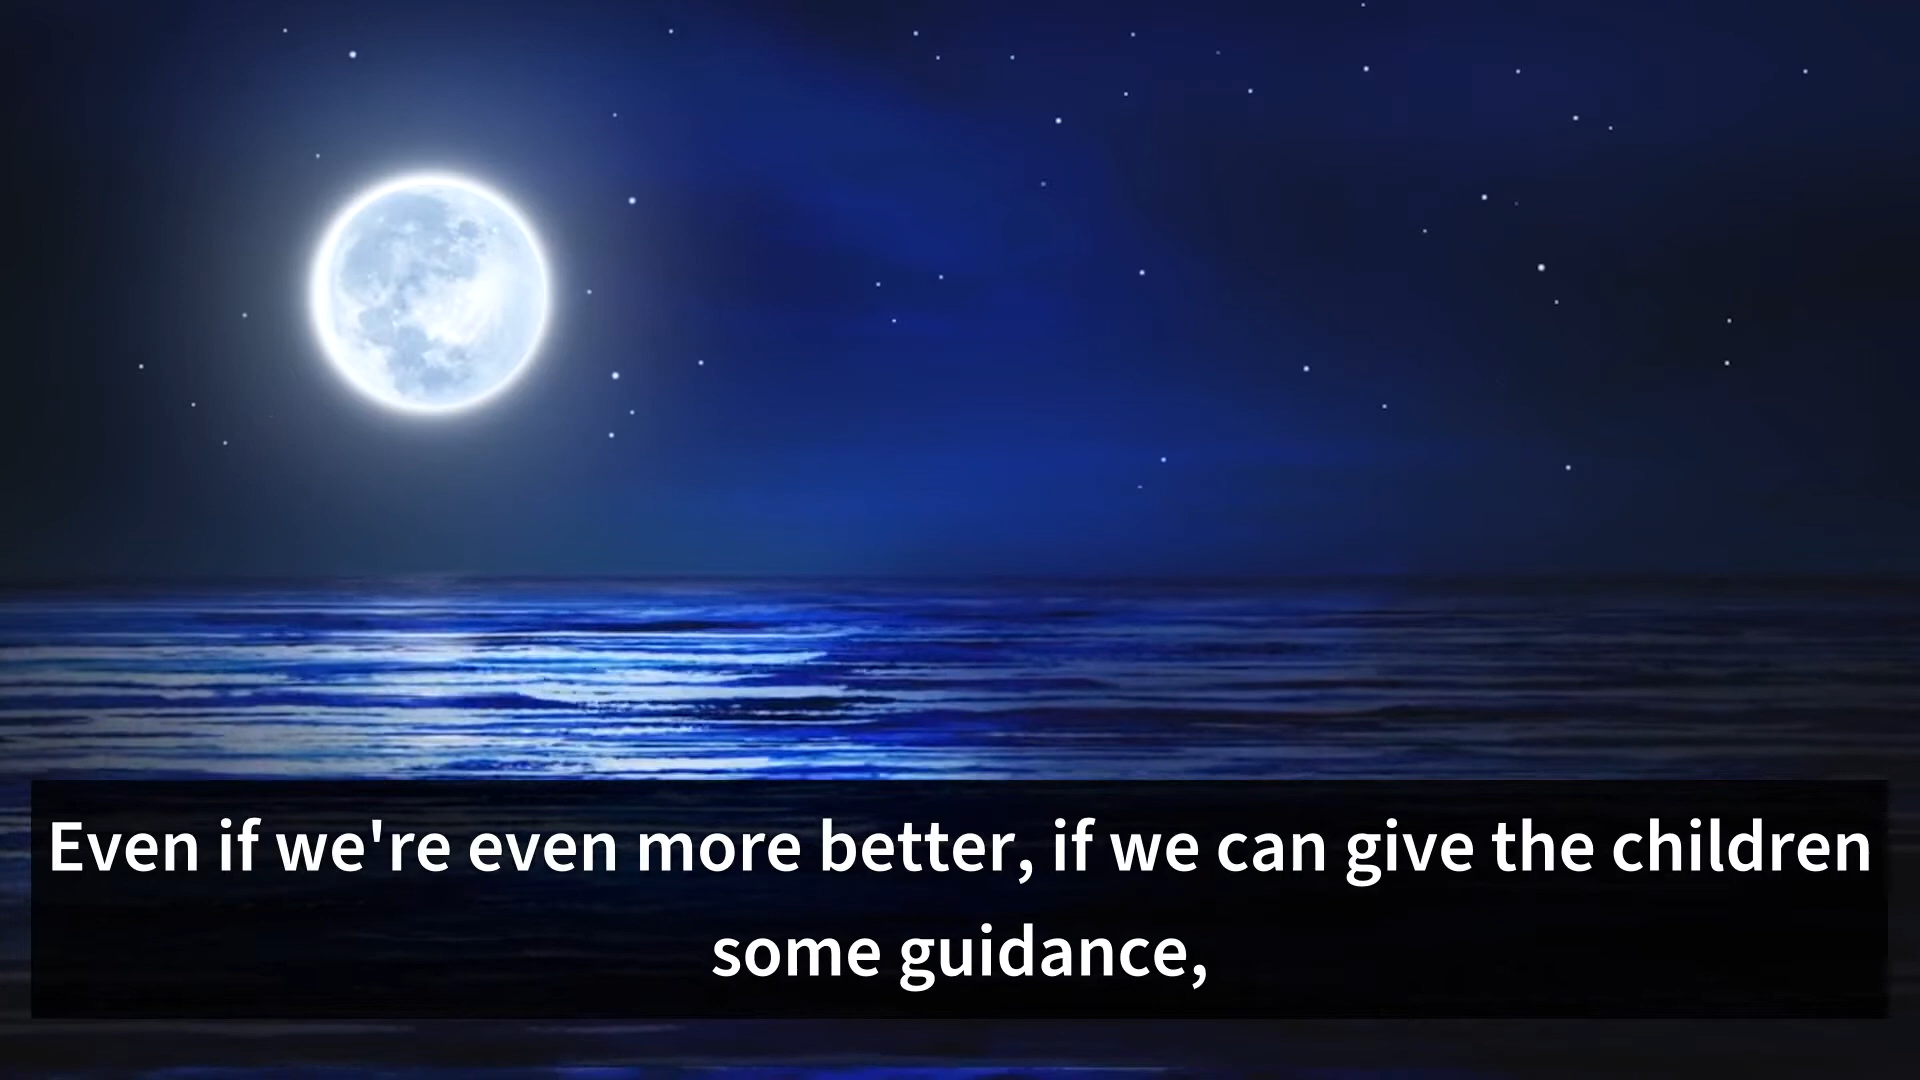 Even if we're even more better, if we can give the children
some guidance,